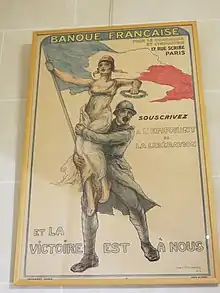 BANQUE FRANÇAISE
POUR LE COMMERCE
ET L'INDUSTRIE
17, RUE SCRIBE
PARIS
SOUSCRIVEZ
A L'EMPRUNT
DE
LA LIBÉRATION
ET LA
VICTOIRE EST À NOUS